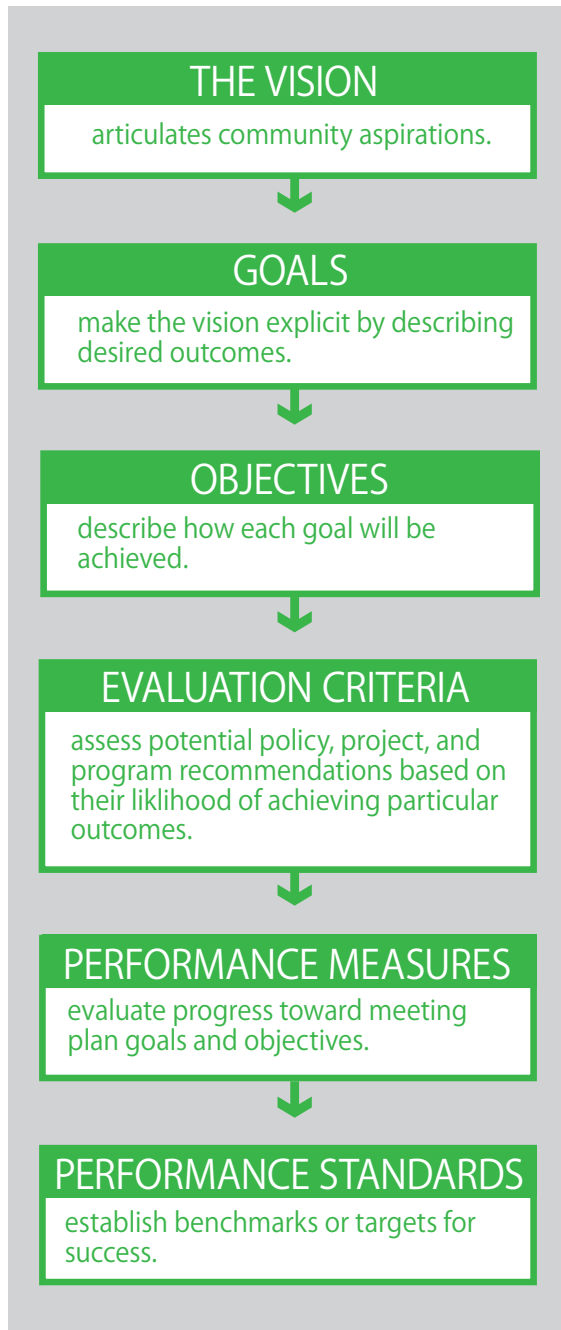 THE VISION
articulates community aspirations.
GOALS
make the vision explicit by describing
desired outcomes.
OBJECTIVES
describe how each goal will be
achieved.
EVALUATION CRITERIA
assess potential policy, project, and
program recommendations based on
their liklihood of achieving particular
outcomes.
PERFORMANCE MEASURES
evaluate progress toward meeting
plan goals and objectives.
PERFORMANCE STANDARDS
establish benchmarks or targets for
success.